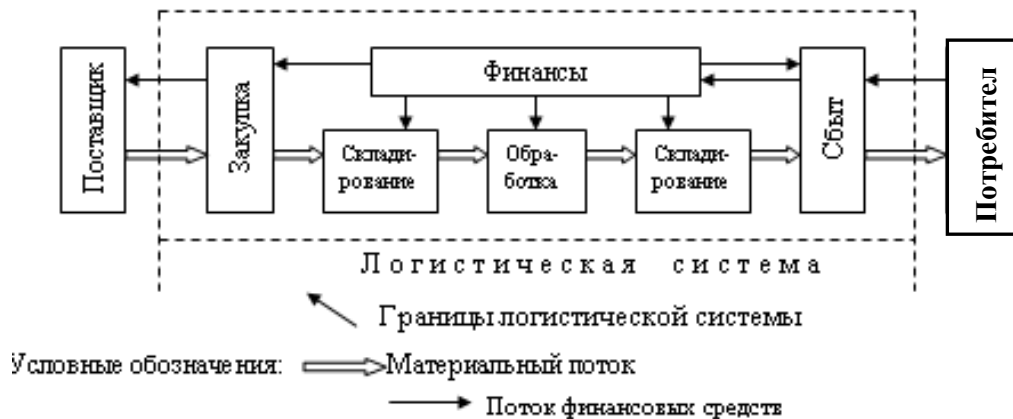 Поставщик
Закупка
Финансы
Складирование
Обработка
Складирование
Сбыт
Потребител
Логистическая система
Границы логистической системы
Условные обозначения:
Материальный поток
Поток финансовых средств